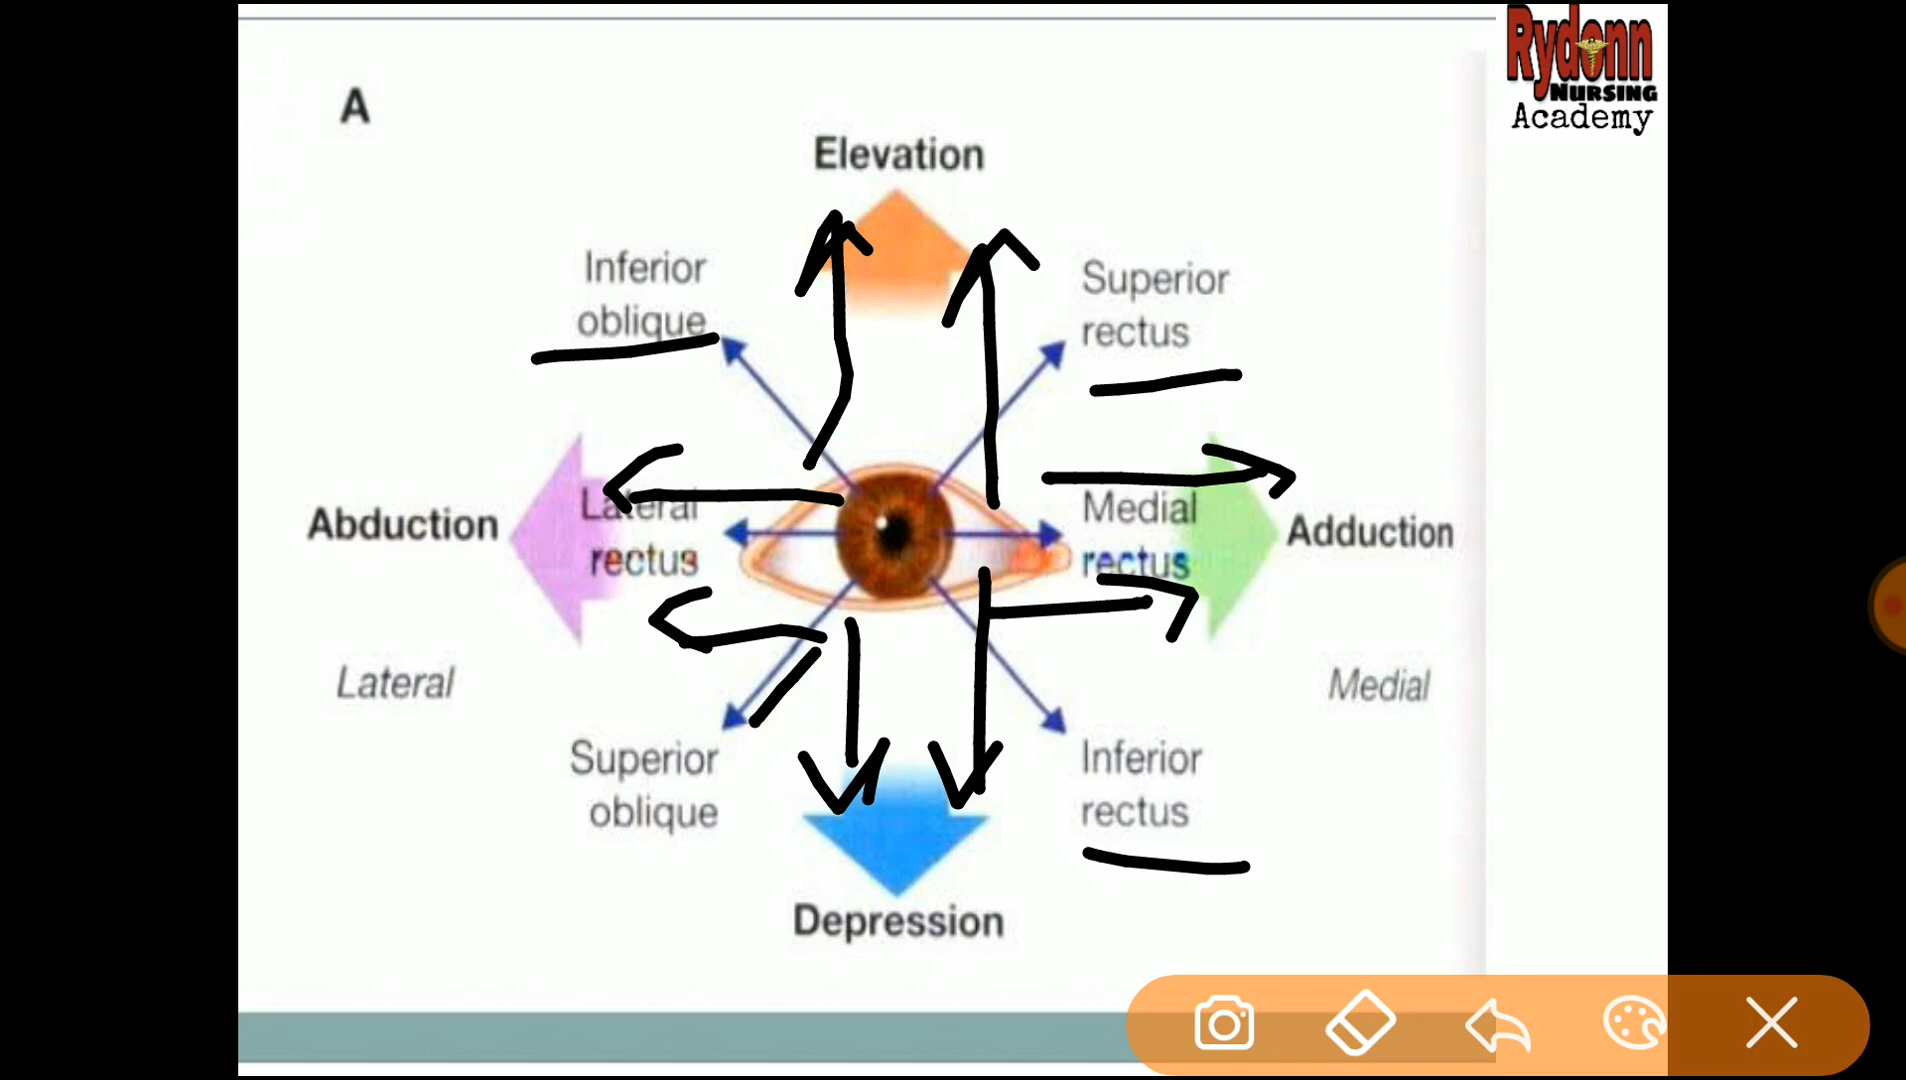 Rydonn
NURSING
Academy
A
Elevation
Inferior
oblique
Superior
rectus
Abduction
Lateral
rectus
Medial
rectus
Adduction
Lateral
Medial
Superior
oblique
Inferior
rectus
Depression